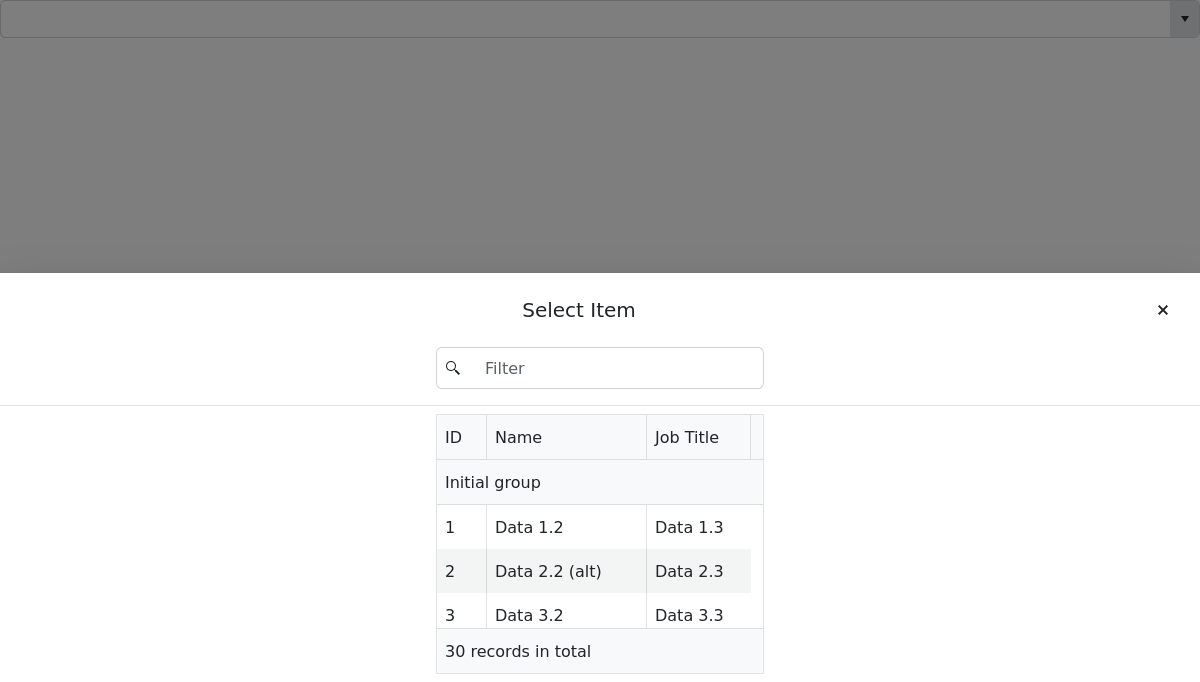 Select Item
Filter
ID Name Job Title
Initial group
1 Data 1.2 Data 1.3
2 Data 2.2 (alt) Data 2.3
3 Data 3.2 Data 3.3
30 records in total